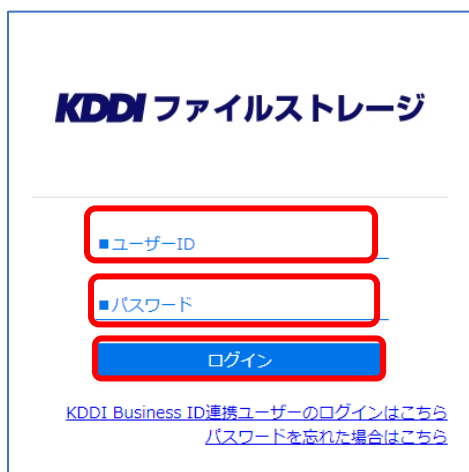 KDDI ファイルストレージ
■ユーザーID
■パスワード
ログイン
KDDI Business ID連携ユーザーのログインはこちら
パスワードを忘れた場合はこちら